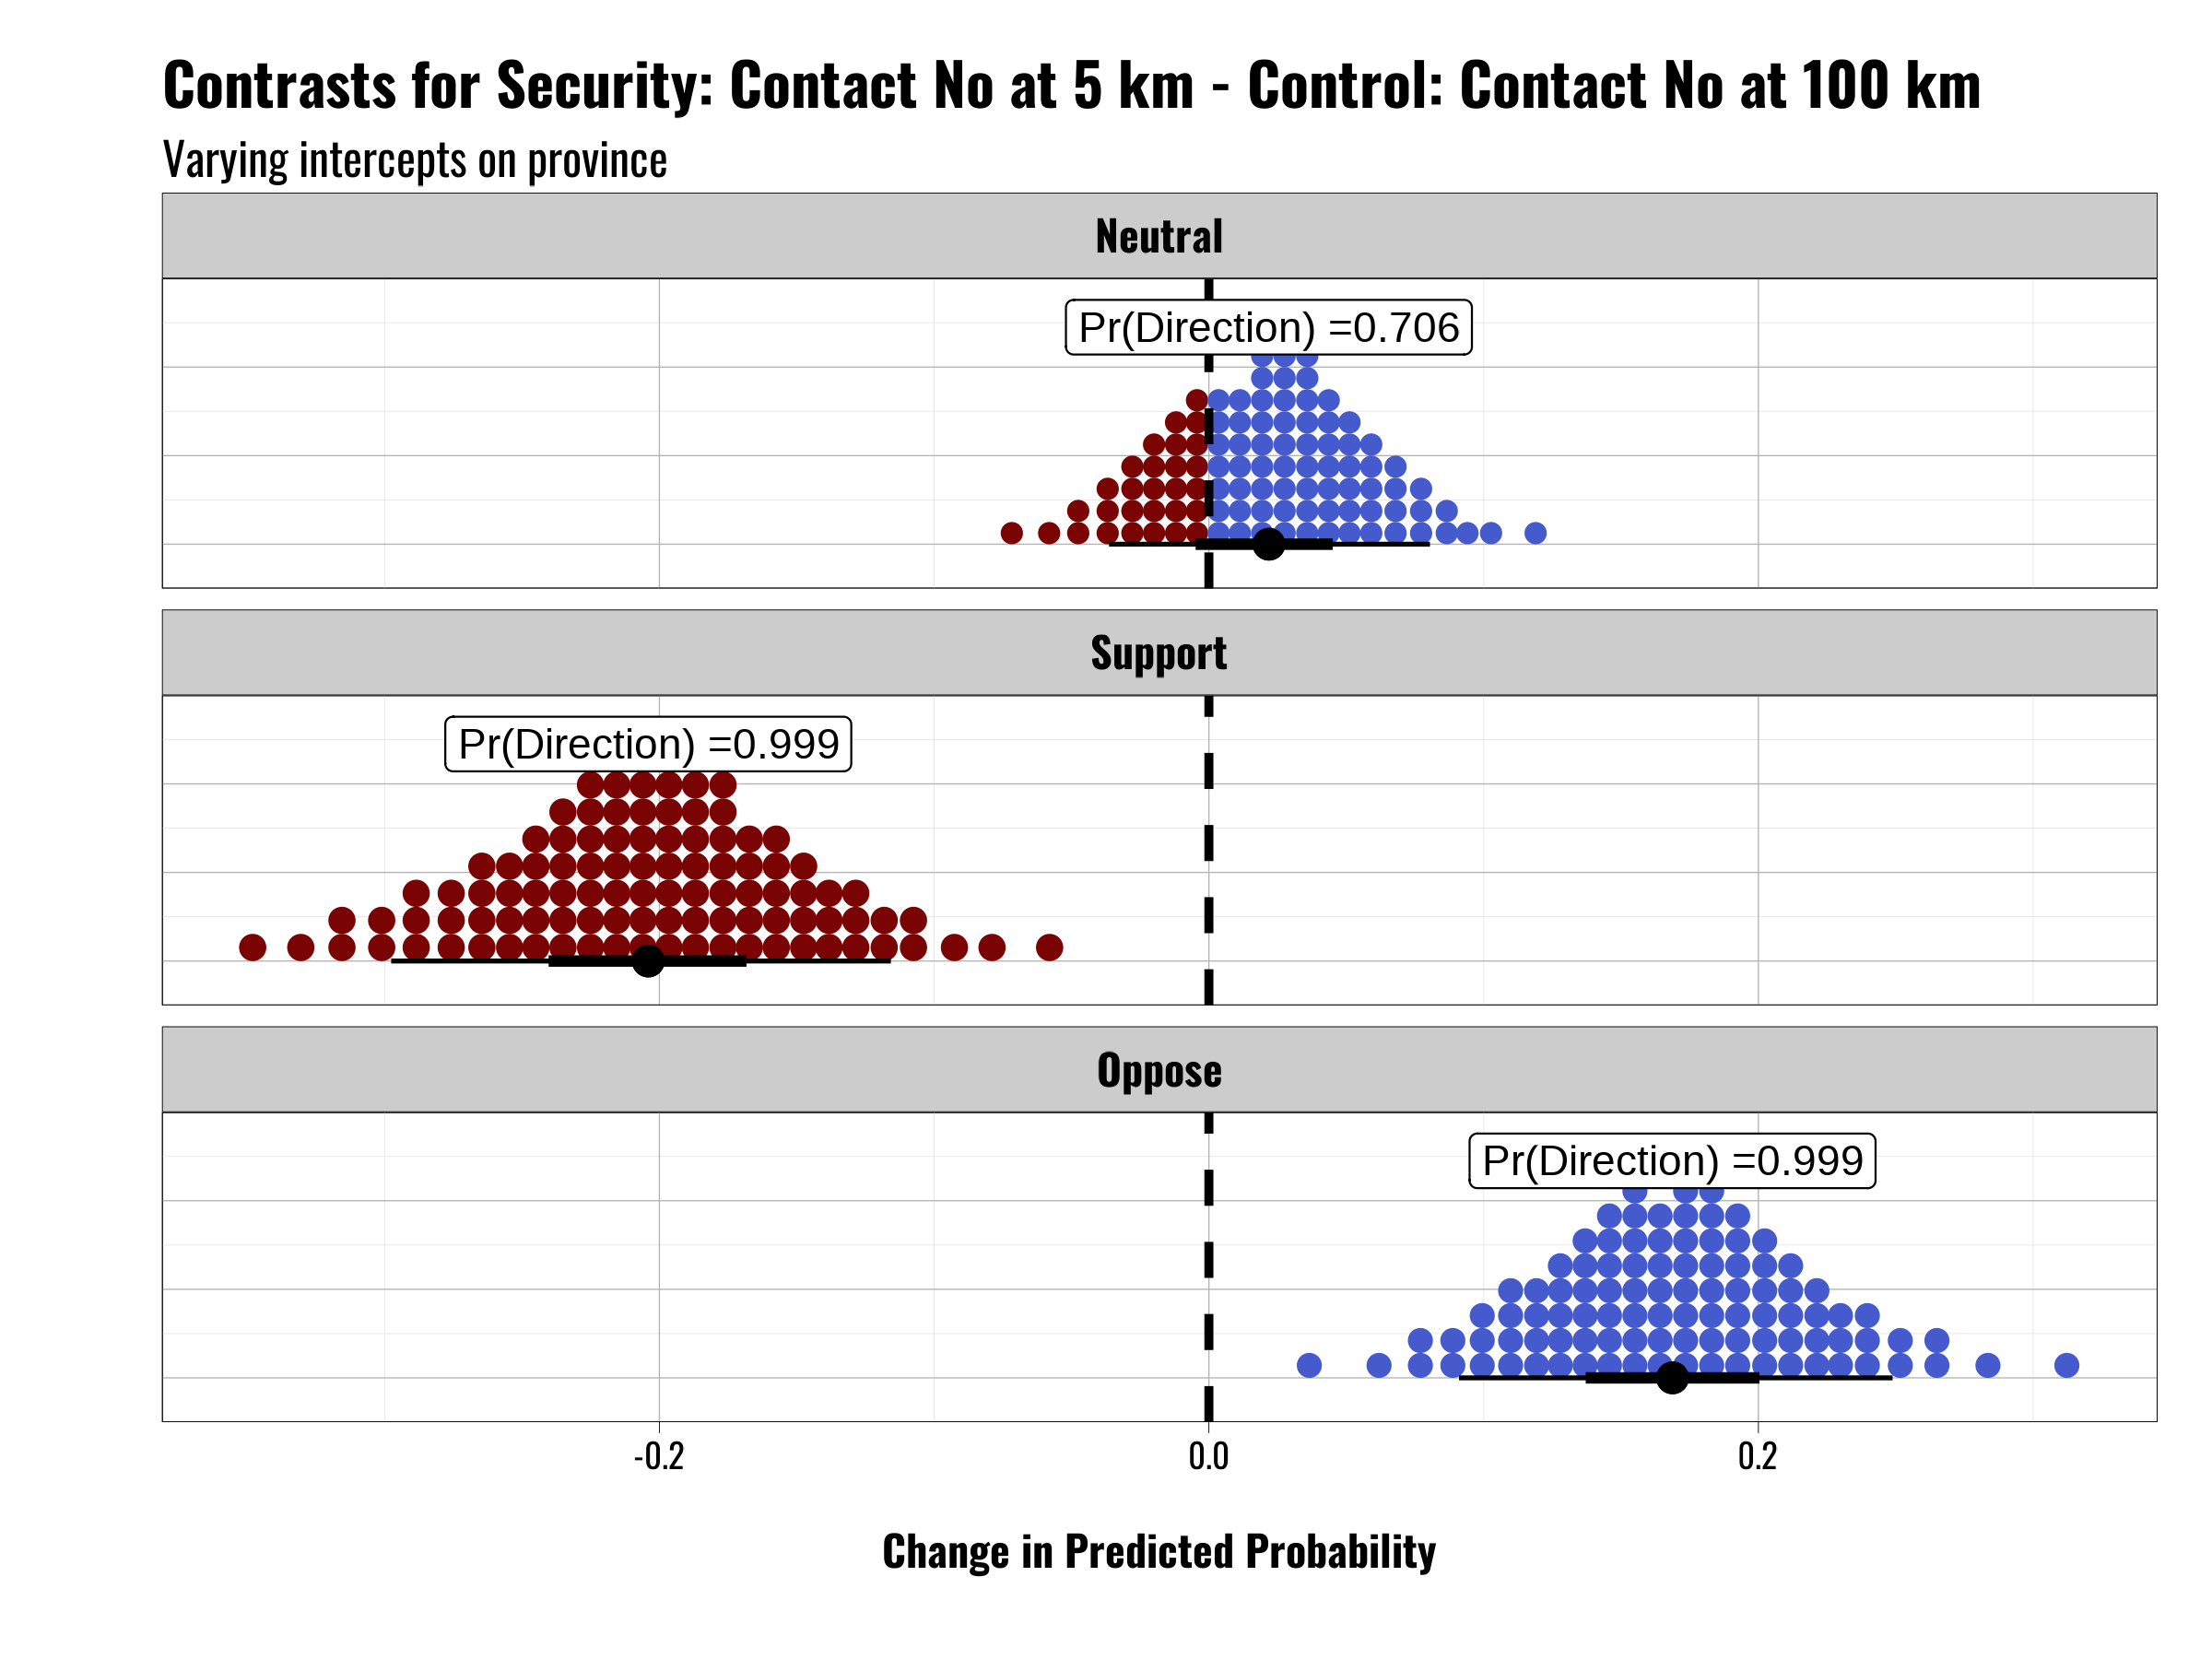 Contrasts for Security: Contact No at 5 km - Control: Contact No at 100 km
Varying intercepts on province
Neutral
Pr(Direction) =0.706
Support
Pr(Direction) =0.999
Oppose
Pr(Direction) =0.999
-0.2 0.0 0.2
Change in Predicted Probability